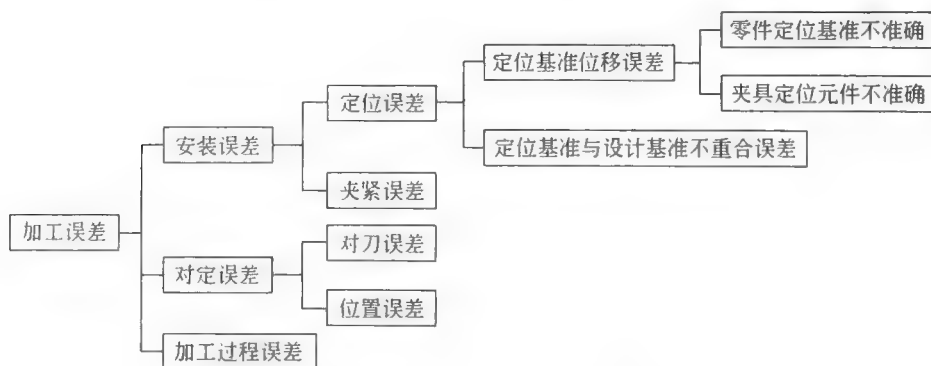 零件定位基准不准确
定位基准位移误差
夹具定位元件不准确
定位误差
安装误差
定位基准与设计基准不重合误差
夹紧误差
加工误差
对刀误差
对定误差
位置误差
加工过程误差